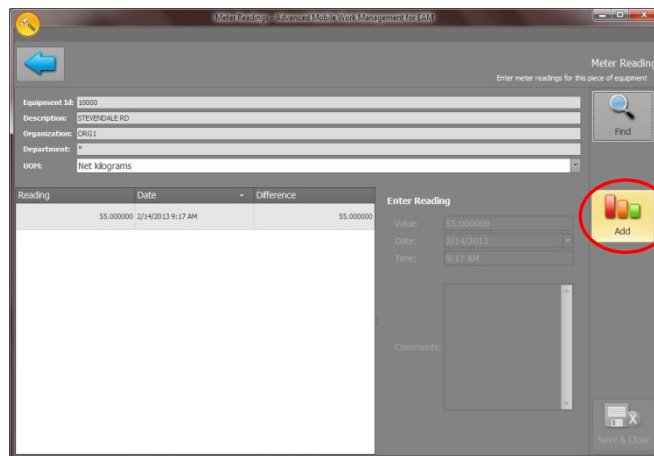 Meter Readings - Advanced Mobile Work Management for EAM
Meter Reading
Enter meter readings for this piece of equipment
Equipment Id: 10000
Description: STEVENDALE RD
Organization: ORG1
Department: *
UOM: Net kilograms
Find
Reading Date Difference
55.000000 2/14/2013 9:17 AM 55.000000
Enter Reading
Value: 55.000000
Date: 2/14/2013
Time: 9:17 AM
Comments:
Add
Save & Close